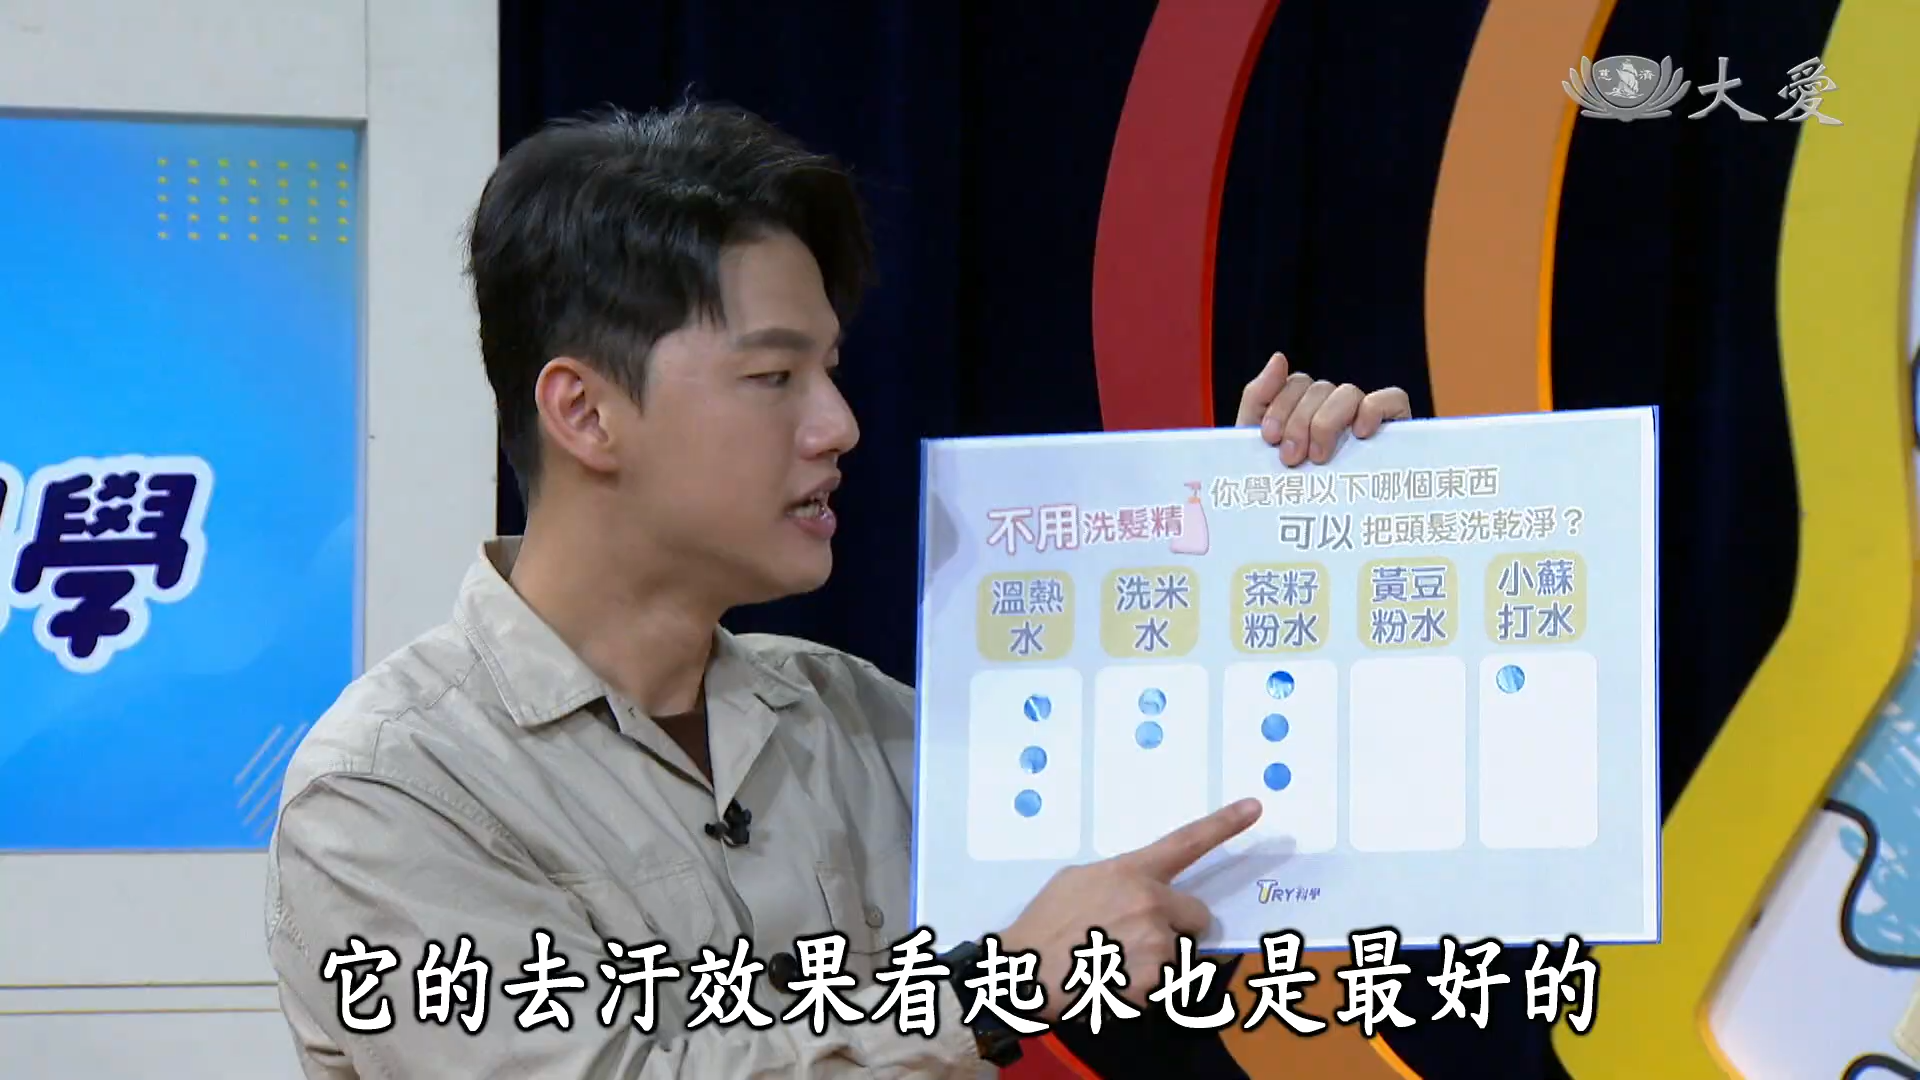 慈濟 大愛
學
你覺得以下哪個東西
不用洗髮精
可以把頭髮洗乾淨？
溫熱水
洗米水
茶籽粉水
黃豆粉水
小蘇打水
TRY科學
它的去汙效果看起來也是最好的